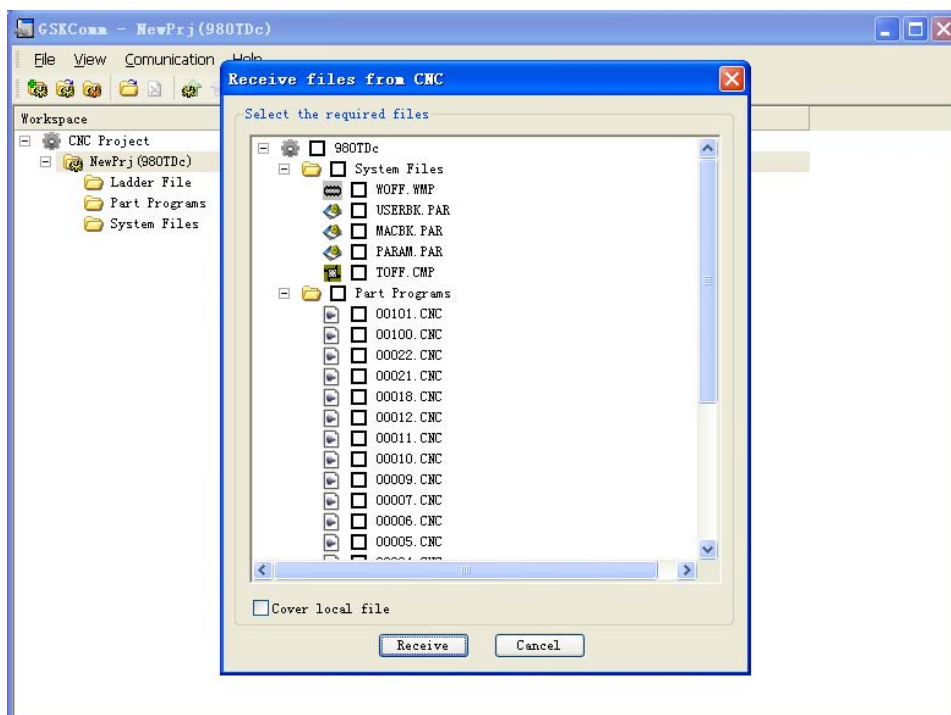 GSKComm - NewPrj(980TDc)
File View Comunication Help
Receive files from CNC
Workspace
Select the required files
CNC Project
NewPrj(980TDc)
Ladder File
Part Programs
System Files
980TDc
System Files
WOFF.WMP
USERBK.PAR
MACBK.PAR
PARAM.PAR
TOFF.CMP
Part Programs
O0101.CNC
O0100.CNC
O0022.CNC
O0021.CNC
O0018.CNC
O0012.CNC
O0011.CNC
O0010.CNC
O0009.CNC
O0007.CNC
O0006.CNC
O0005.CNC
Cover local file
Receive Cancel